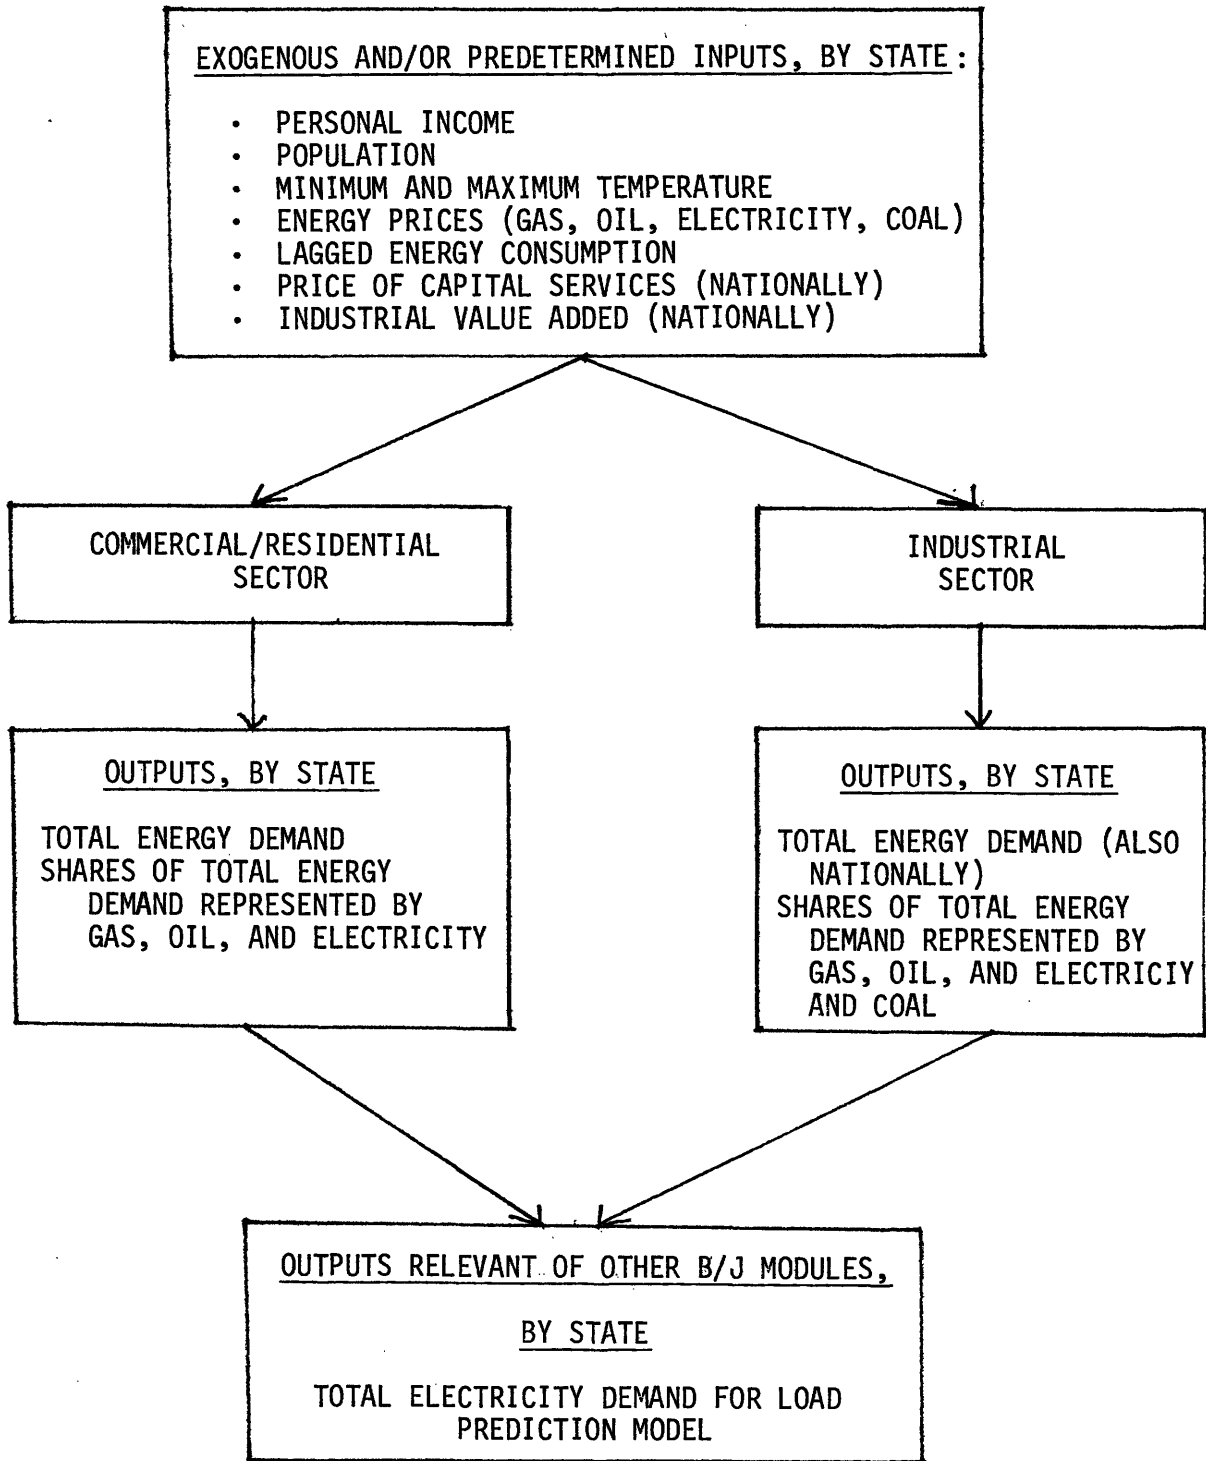 EXOGENOUS AND/OR PREDETERMINED INPUTS, BY STATE:
· PERSONAL INCOME
· POPULATION
· MINIMUM AND MAXIMUM TEMPERATURE
· ENERGY PRICES (GAS, OIL, ELECTRICITY, COAL)
· LAGGED ENERGY CONSUMPTION
· PRICE OF CAPITAL SERVICES (NATIONALLY)
· INDUSTRIAL VALUE ADDED (NATIONALLY)
COMMERCIAL/RESIDENTIAL
SECTOR
INDUSTRIAL
SECTOR
OUTPUTS, BY STATE
TOTAL ENERGY DEMAND
SHARES OF TOTAL ENERGY
DEMAND REPRESENTED BY
GAS, OIL, AND ELECTRICITY
OUTPUTS, BY STATE
TOTAL ENERGY DEMAND (ALSO
NATIONALLY)
SHARES OF TOTAL ENERGY
DEMAND REPRESENTED BY
GAS, OIL, AND ELECTRICIY
AND COAL
OUTPUTS RELEVANT OF OTHER B/J MODULES,
BY STATE
TOTAL ELECTRICITY DEMAND FOR LOAD
PREDICTION MODEL